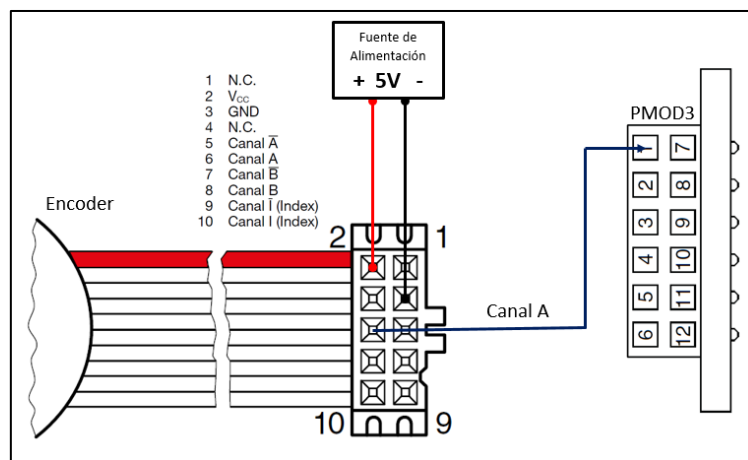 Fuente de
Alimentación
+ 5V -
1 N.C.
2 VCC
3 GND
4 N.C.
5 Canal A̅
6 Canal A
7 Canal B̅
8 Canal B
9 Canal I̅ (Index)
10 Canal I (Index)
Encoder
2 1
10 9
Canal A
PMOD3
1 7
2 8
3 9
4 10
5 11
6 12